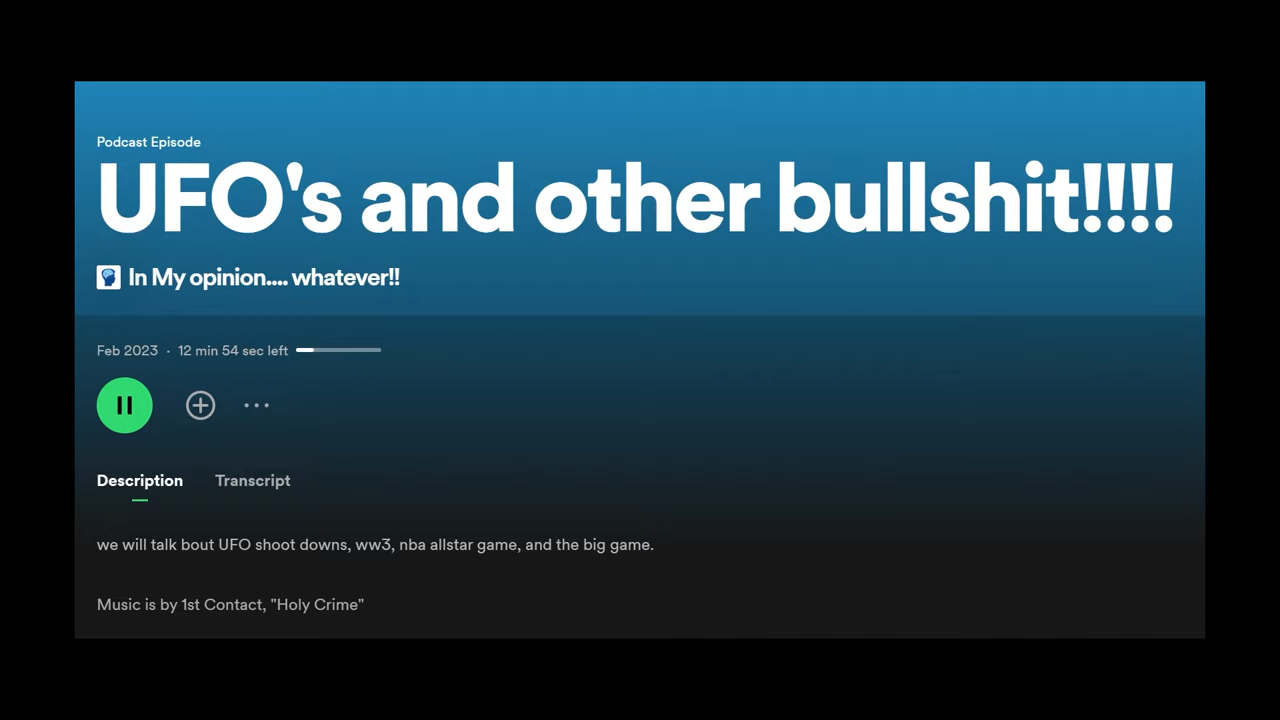 Podcast Episode
UFO's and other bullshit!!!!
In My opinion.... whatever!!
Feb 2023 · 12 min 54 sec left
Description Transcript
we will talk bout UFO shoot downs, ww3, nba allstar game, and the big game.
Music is by 1st Contact, "Holy Crime"